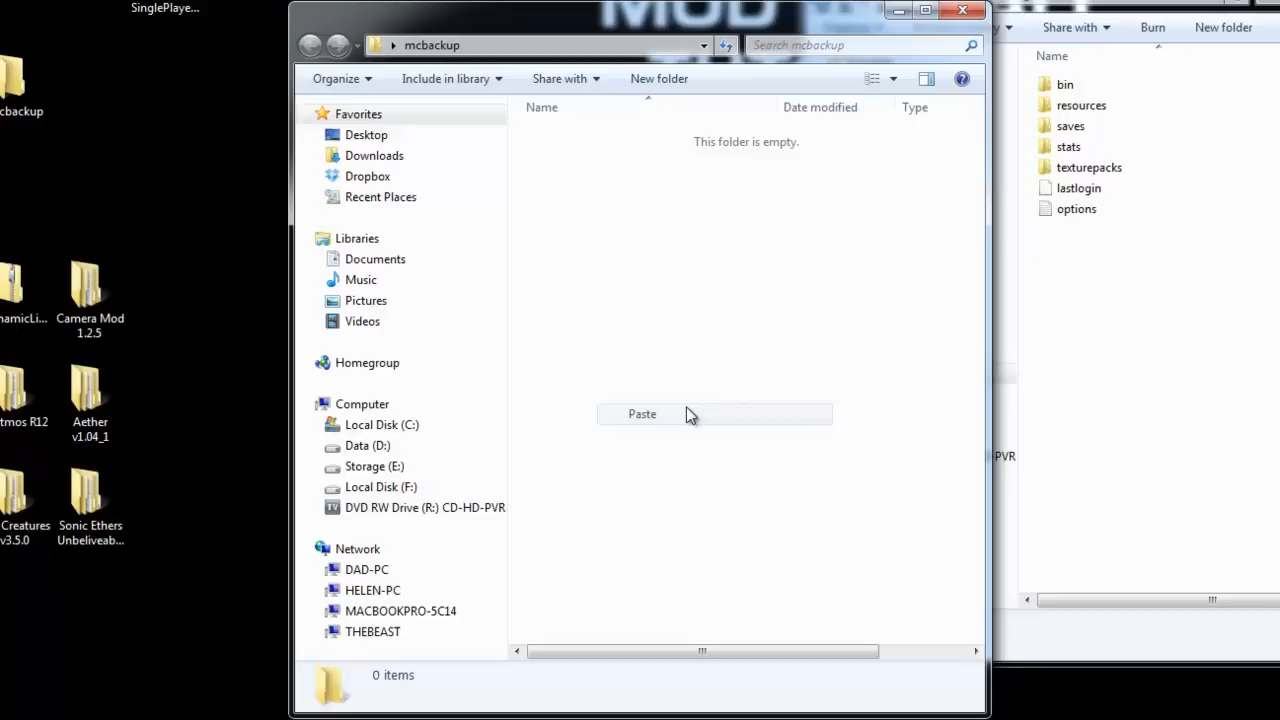 SinglePlaye...
cbackup
namicLi...
Camera Mod
1.2.5
tmos R12
Aether
v1.04_1
Creatures
v3.5.0
Sonic Ethers
Unbeliveab...
MOD
mcbackup
Search mcbackup
Organize
Include in library
Share with
New folder
Name
Date modified
Type
This folder is empty.
Favorites
Desktop
Downloads
Dropbox
Recent Places
Libraries
Documents
Music
Pictures
Videos
Homegroup
Computer
Local Disk (C:)
Data (D:)
Storage (E:)
Local Disk (F:)
DVD RW Drive (R:) CD-HD-PVR
Network
DAD-PC
HELEN-PC
MACBOOKPRO-5C14
THEBEAST
Paste
0 items
Share with
Burn
New folder
Name
bin
resources
saves
stats
texturepacks
lastlogin
options
PVR